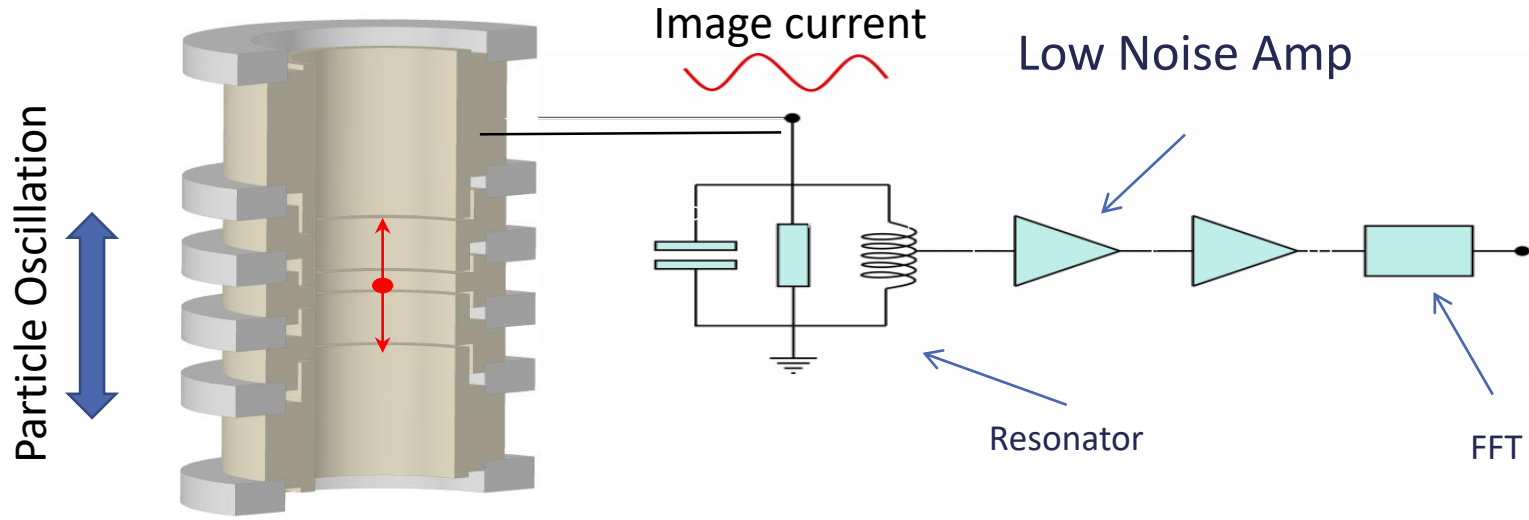 Particle Oscillation
Image current
Low Noise Amp
Resonator
FFT